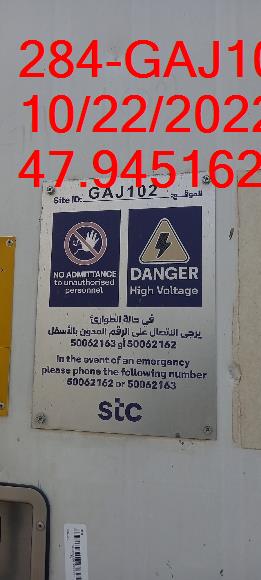 284-GAJ10
10/22/2022
47.945162
Site ID: GAJ102 :الموقع
NO ADMITTANCE
to unauthorised
personnel
DANGER
High Voltage
في حالة الطوارئ
يرجى الاتصال على الرقم المدون بالأسفل
50062162 أو 50062163
In the event of an emergency
please phone the following number
50062162 or 50062163
stc